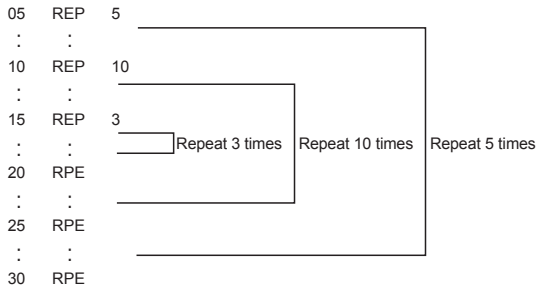 05 REP 5
: :
10 REP 10
: :
15 REP 3
: : Repeat 3 times Repeat 10 times Repeat 5 times
20 RPE
: :
25 RPE
: :
30 RPE